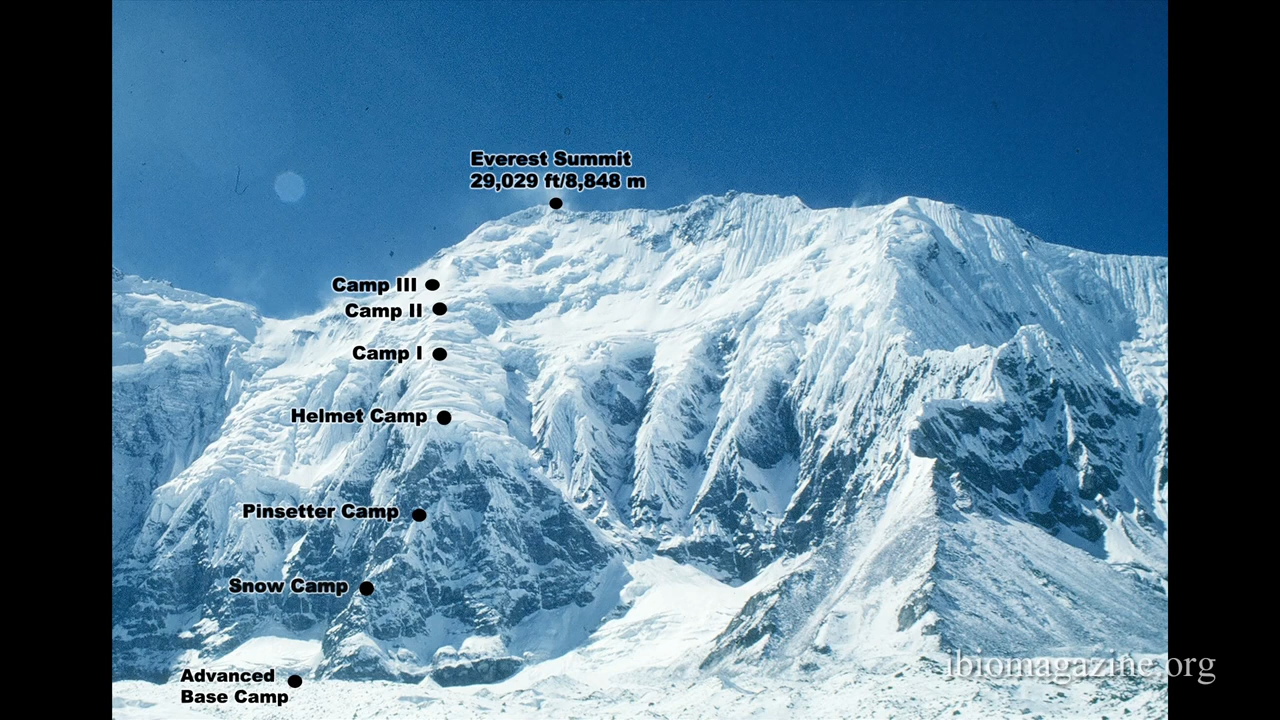 Everest Summit
29,029 ft/8,848 m
Camp III
Camp II
Camp I
Helmet Camp
Pinsetter Camp
Snow Camp
Advanced
Base Camp
ibiomagazine.org